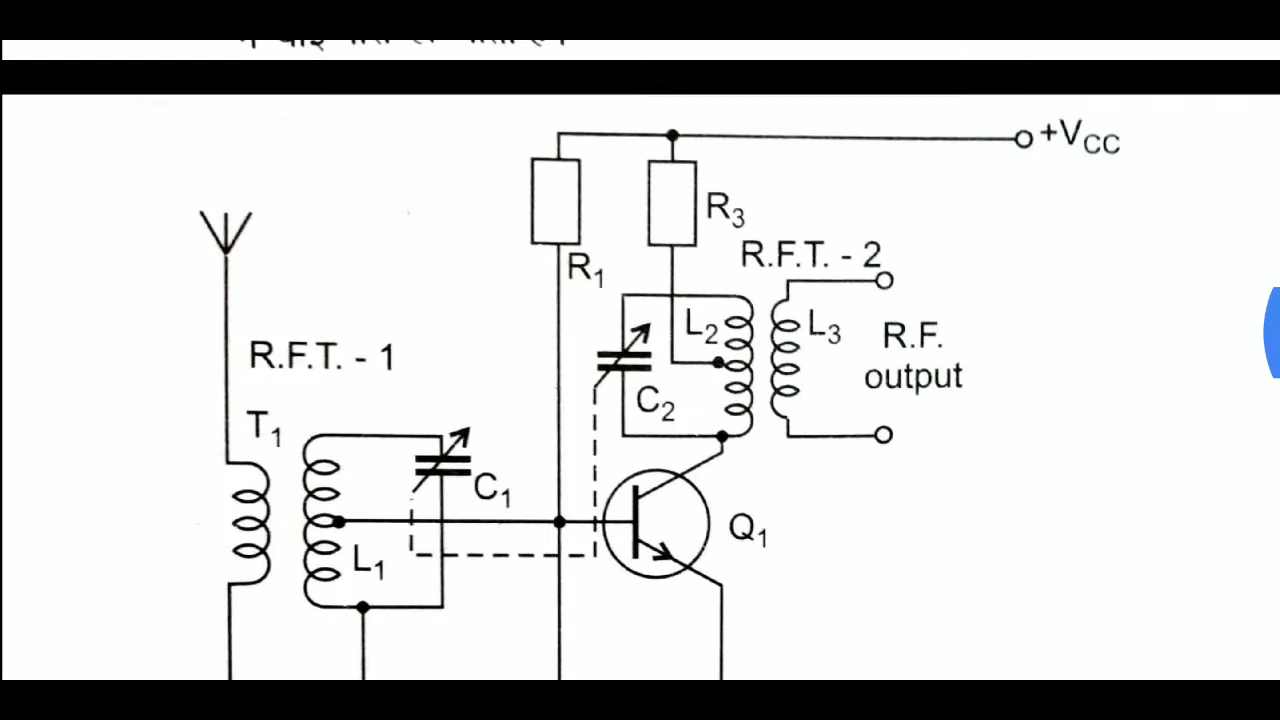 +VCC
R3
R.F.T. - 2
R1
L2
L3
R.F.
output
R.F.T. - 1
C2
T1
C1
Q1
L1